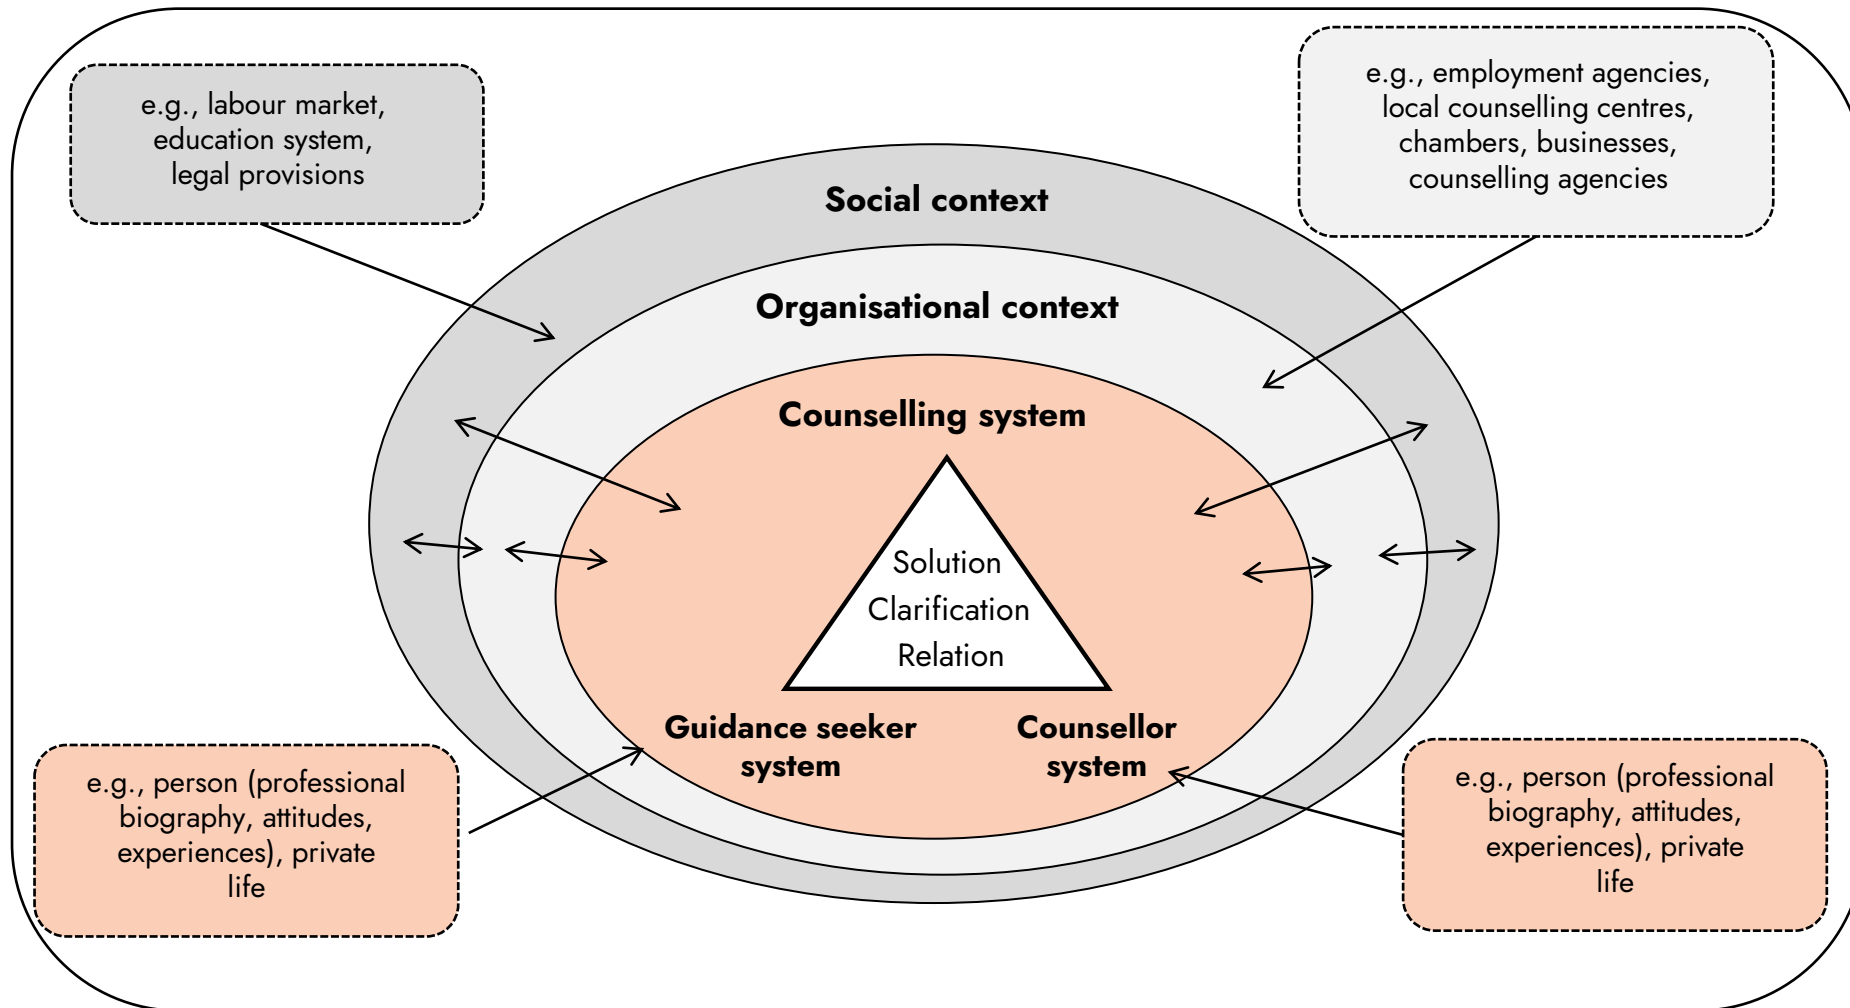 e.g., labour market,
education system,
legal provisions
e.g., employment agencies,
local counselling centres,
chambers, businesses,
counselling agencies
Social context
Organisational context
Counselling system
Solution
Clarification
Relation
Guidance seeker
system
Counsellor
system
e.g., person (professional
biography, attitudes,
experiences), private
life
e.g., person (professional
biography, attitudes,
experiences), private
life